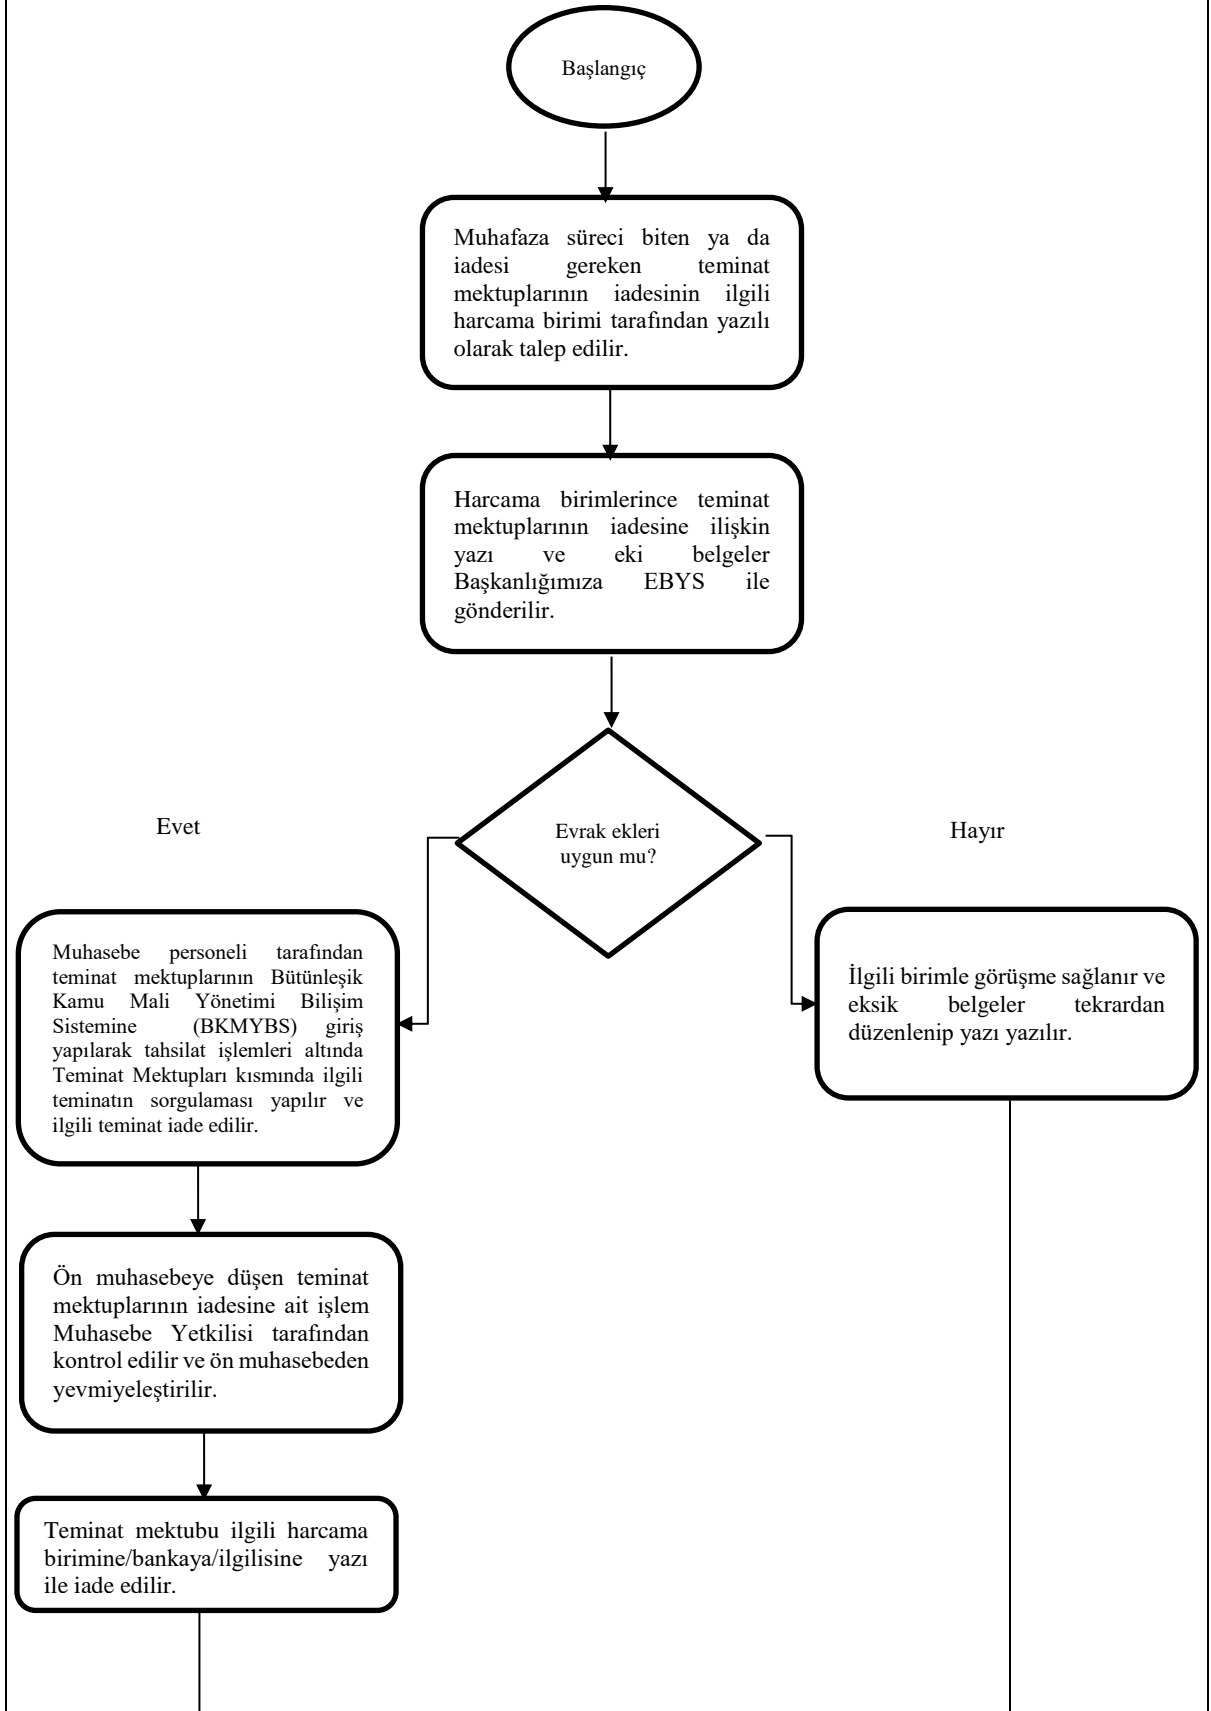 Başlangıç
Muhafaza süreci biten ya da
iadesi gereken teminat
mektuplarının iadesinin ilgili
harcama birimi tarafından yazılı
olarak talep edilir.
Harcama birimlerince teminat
mektuplarının iadesine ilişkin
yazı ve eki belgeler
Başkanlığımıza EBYS ile
gönderilir.
Evrak ekleri
uygun mu?
Evet
Hayır
Muhasebe personeli tarafından
teminat mektuplarının Bütünleşik
Kamu Mali Yönetimi Bilişim
Sistemine (BKMYBS) giriş
yapılarak tahsilat işlemleri altında
Teminat Mektupları kısmında ilgili
teminatın sorgulaması yapılır ve
ilgili teminat iade edilir.
İlgili birimle görüşme sağlanır ve
eksik belgeler tekrardan
düzenlenip yazı yazılır.
Ön muhasebeye düşen teminat
mektuplarının iadesine ait işlem
Muhasebe Yetkilisi tarafından
kontrol edilir ve ön muhasebeden
yevmiyeleştirilir.
Teminat mektubu ilgili harcama
birimine/bankaya/ilgilisine yazı
ile iade edilir.